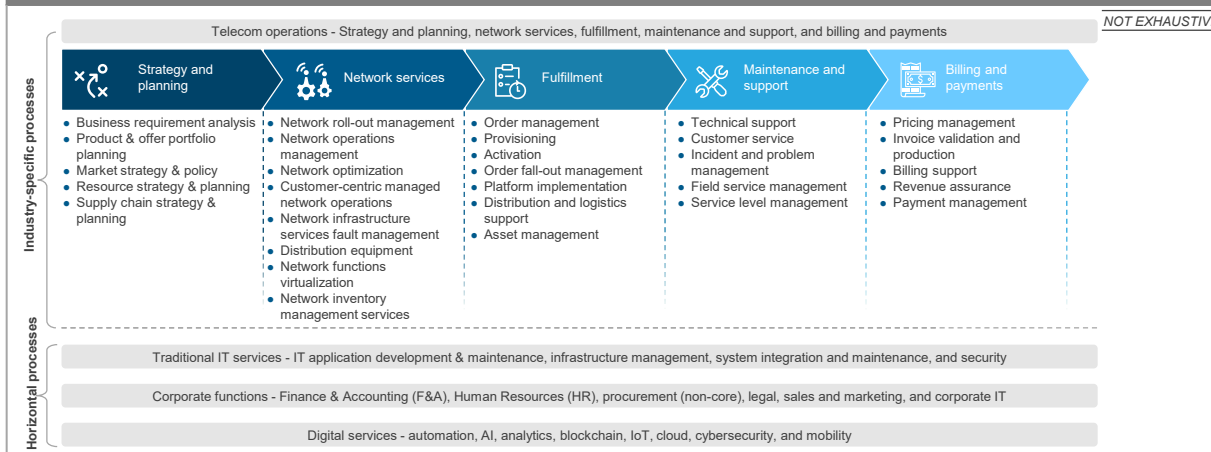 NOT EXHAUSTIV
Telecom operations - Strategy and planning, network services, fulfillment, maintenance and support, and billing and payments
Industry-specific processes
Strategy and
planning
Network services
Fulfillment
Maintenance and
support
Billing and
payments
● Business requirement analysis
● Product & offer portfolio
planning
● Market strategy & policy
● Resource strategy & planning
● Supply chain strategy &
planning
● Network roll-out management
● Network operations
management
● Network optimization
● Customer-centric managed
network operations
● Network infrastructure
services fault management
● Distribution equipment
● Network functions
virtualization
● Network inventory
management services
● Order management
● Provisioning
● Activation
● Order fall-out management
● Platform implementation
● Distribution and logistics
support
● Asset management
● Technical support
● Customer service
● Incident and problem
management
● Field service management
● Service level management
● Pricing management
● Invoice validation and
production
● Billing support
● Revenue assurance
● Payment management
Horizontal processes
Traditional IT services - IT application development & maintenance, infrastructure management, system integration and maintenance, and security
Corporate functions - Finance & Accounting (F&A), Human Resources (HR), procurement (non-core), legal, sales and marketing, and corporate IT
Digital services - automation, AI, analytics, blockchain, IoT, cloud, cybersecurity, and mobility